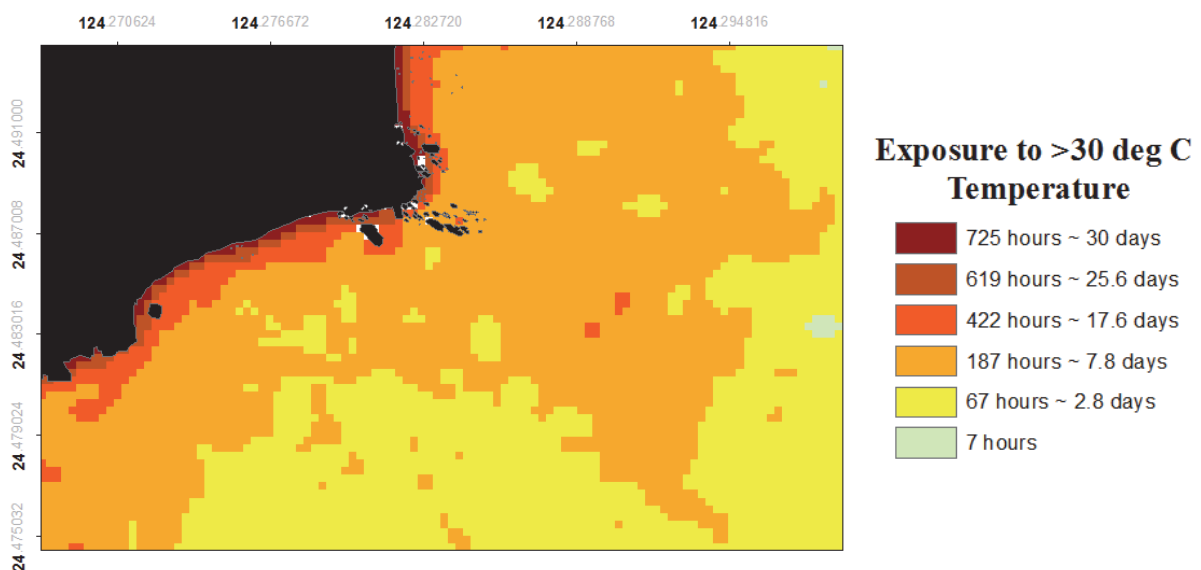 124.270624 124.276672 124.282720 124.288768 124.294816
24.491000
24.487008
24.483016
24.479024
24.475032
Exposure to >30 deg C
Temperature
725 hours ~ 30 days
619 hours ~ 25.6 days
422 hours ~ 17.6 days
187 hours ~ 7.8 days
67 hours ~ 2.8 days
7 hours